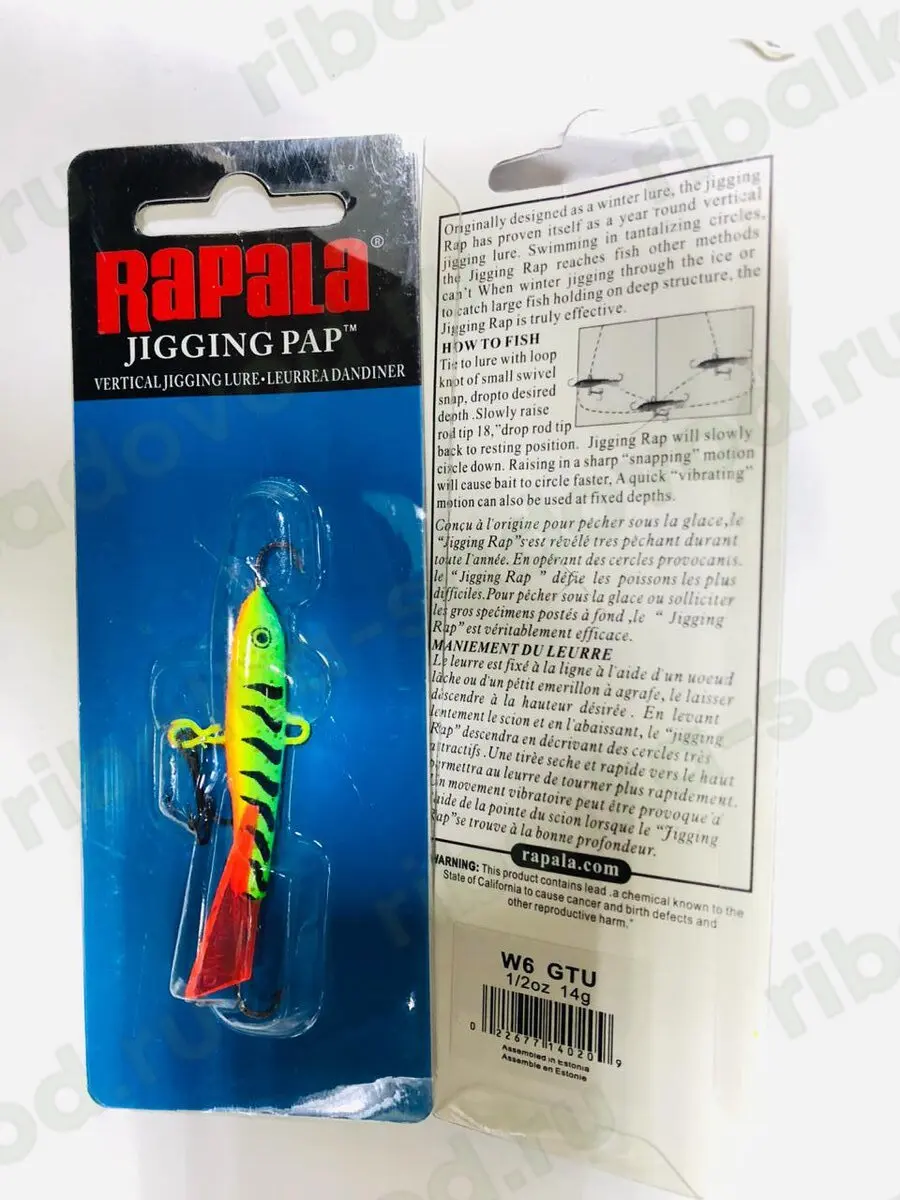 RAPALA®
JIGGING PAP™
VERTICAL JIGGING LURE•LEURREA DANDINER
Originally designed as a winter lure, the jigging
Rap has proven itself as a year round vertical
jigging lure. Swimming in tantalizing circles,
the Jigging Rap reaches fish other methods
can't When winter jigging through the ice or
to catch large fish holding on deep structure, the
Jigging Rap is truly effective.
HOW TO FISH
Tie to lure with loop
knot of small swivel
snap, dropto desired
depth .Slowly raise
rod tip 18,"drop rod tip
back to resting position. Jigging Rap will slowly
circle down. Raising in a sharp "snapping" motion
will cause bait to circle faster, A quick "vibrating"
motion can also be used at fixed depths.
Conçu à l'origine pour pécher sous la glace,le
"Jigging Rap"s'est révélé tres pèchant durant
toute l'année. En opérant des cercles provocanis.
le " Jigging Rap " défie les poissons les plus
difficiles.Pour pécher sous la glace ou solliciter
les gros spećimens postés à fond ,le " Jigging
Rap" est véritablement efficace.
MANIEMENT DU LEURRE
Le leurre est fixé à la ligne à l'aide d'un uoeud
lâche ou d'un pétit emerillon à agrafe, le laisser
descendre à la hauteur désirée . En levant
lentement le scion et en l'abaissant, le "jigging
Rap" descendra en décrivant des cercles très
attractifs .Une tirèe seche et rapide vers le haut
permettra au leurre de tourner plus rapidement.
Un movement vibratoire peut être provoque a'
aide de la pointe du scion lorsque le "Jigging
Rap"se trouve à la bonne profondeur.
rapala.com
WARNING: This product contains lead .a chemical known to the
State of California to cause cancer and birth defects and
other reproductive harm."
W6 GTU
1/2oz 14g
0 22677 14020 9
Assembled in Estonia
Assemble en Estonie